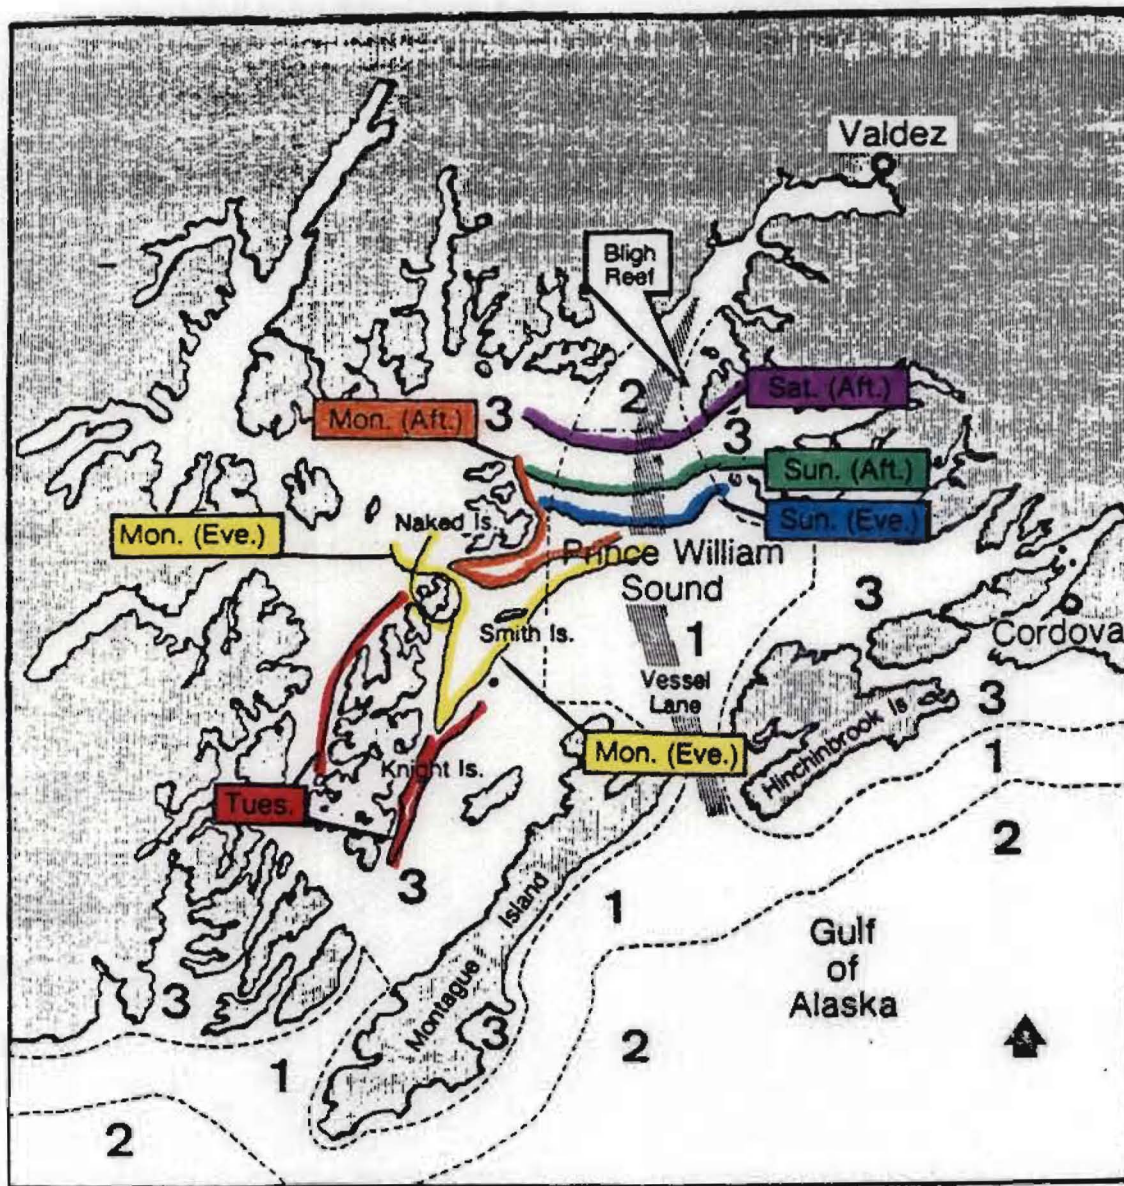 Valdez
Bligh
Reef
2
Sat. (Aft.)
Mon. (Aft.)
3
3
Sun. (Aft.)
Naked Is.
Sun. (Eve.)
Mon. (Eve.)
Prince William
Sound
3
Smith Is.
1
Cordova
Vessel
Lane
3
Mon. (Eve.)
Hinchinbrook Is.
1
Knight Is.
Tues.
2
3
1
Montague Island
Gulf
of
Alaska
3
3
2
1
2